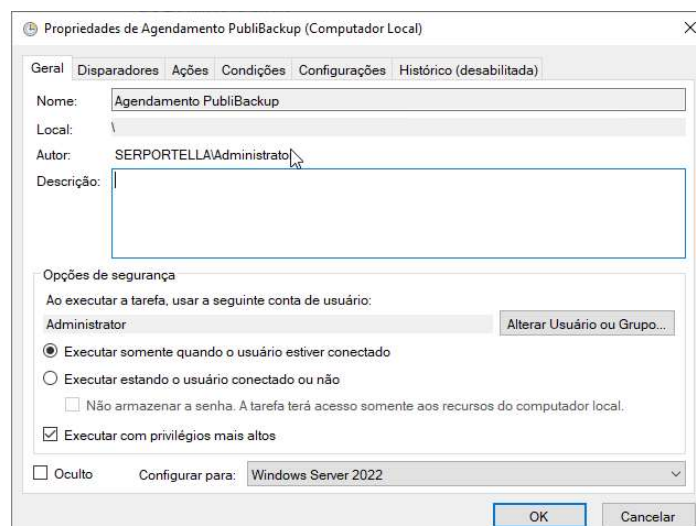 Propriedades de Agendamento PubliBackup (Computador Local)
Geral Disparadores Ações Condições Configurações Histórico (desabilitada)
Nome: Agendamento PubliBackup
Local: \
Autor: SERPORTELLA\Administrato
Descrição:
Opções de segurança
Ao executar a tarefa, usar a seguinte conta de usuário:
Administrator Alterar Usuário ou Grupo...
Executar somente quando o usuário estiver conectado
Executar estando o usuário conectado ou não
Não armazenar a senha. A tarefa terá acesso somente aos recursos do computador local.
Executar com privilégios mais altos
Oculto Configurar para: Windows Server 2022
OK Cancelar